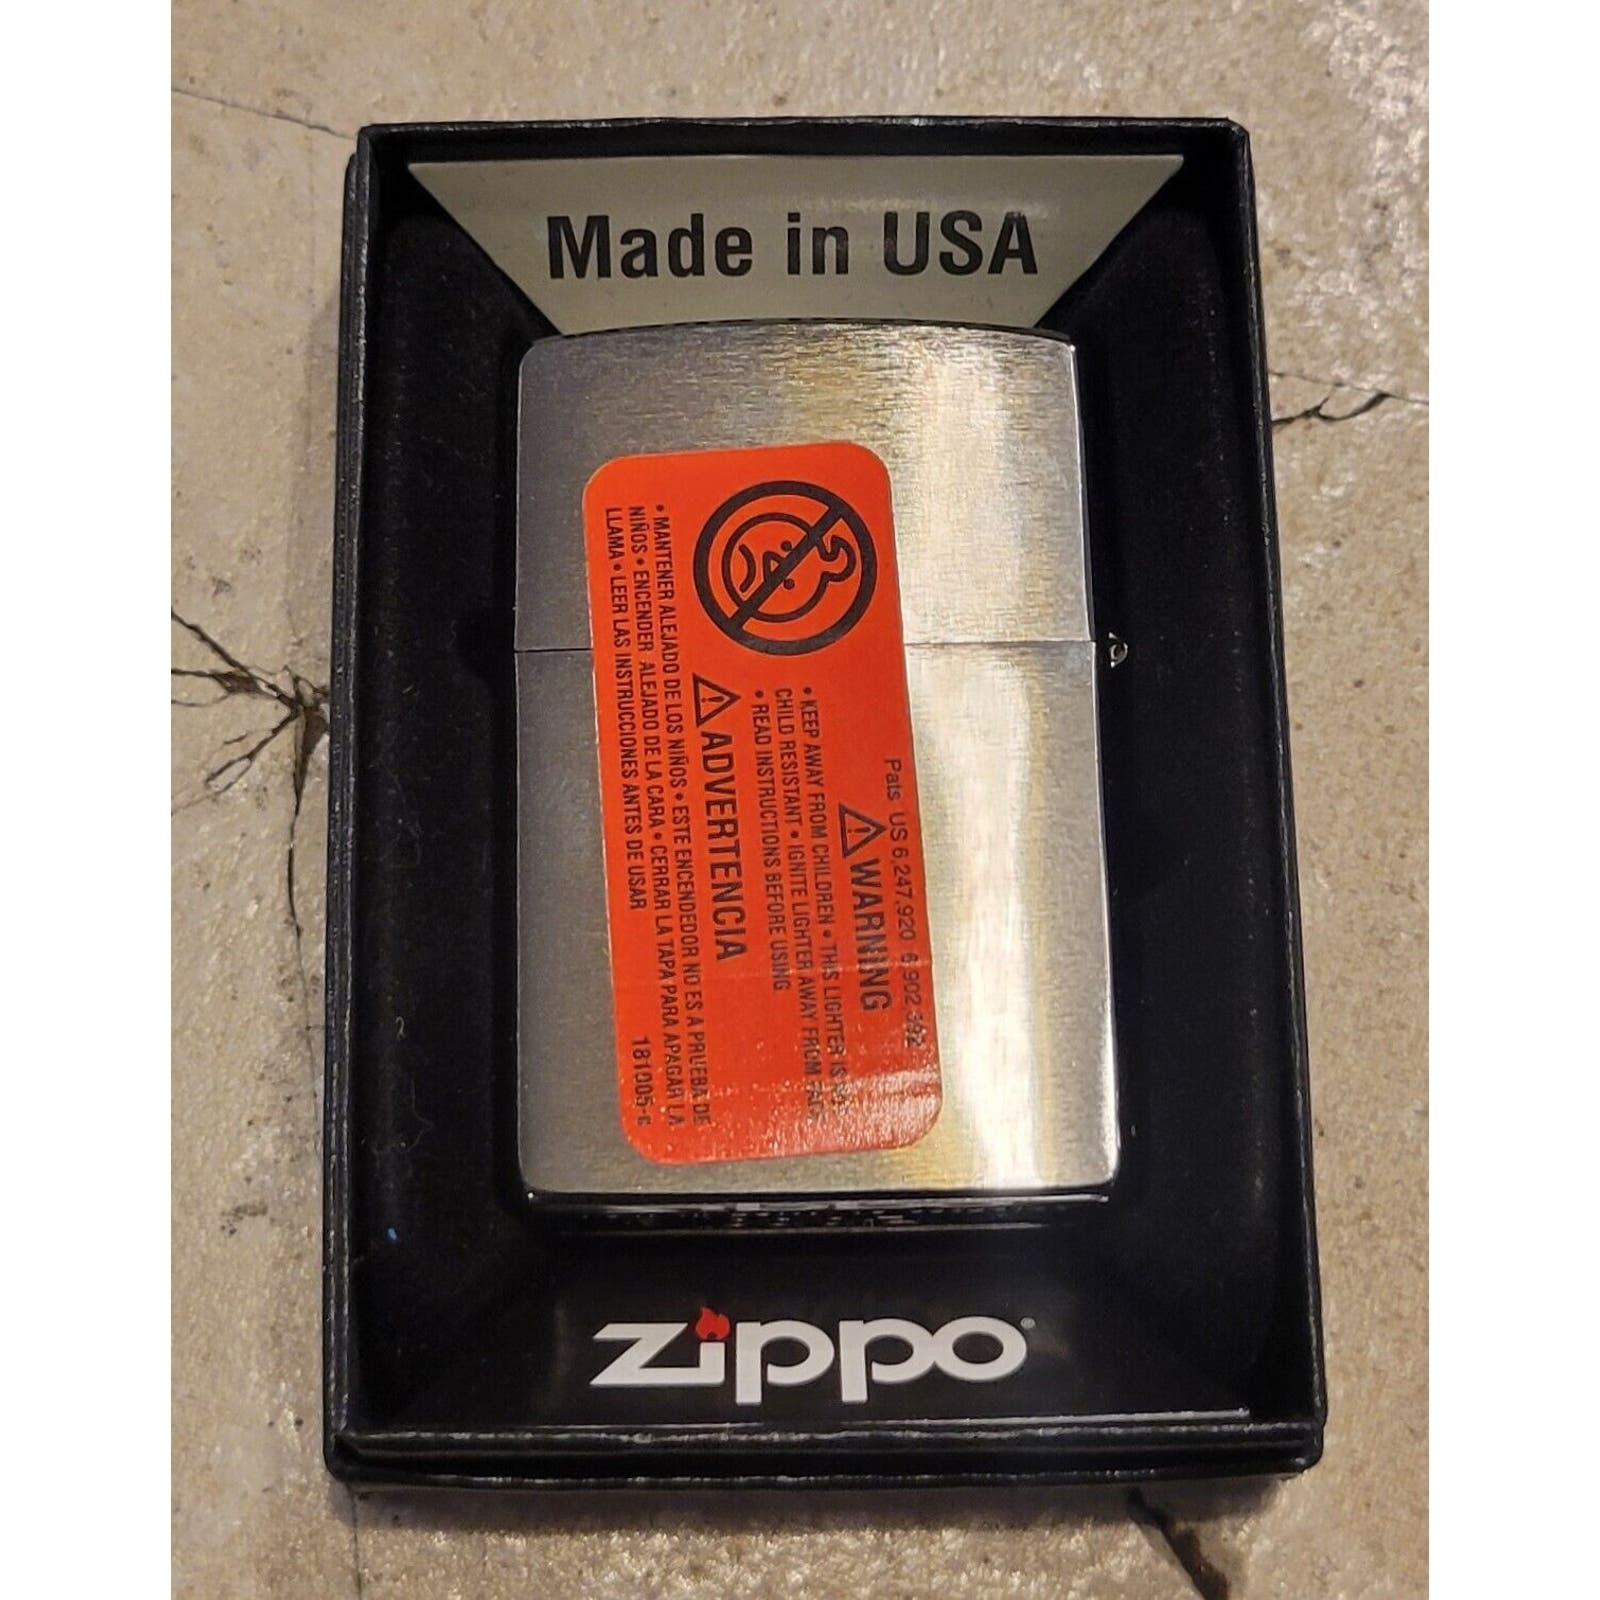 Made in USA
Pats US 6,247,920 6,902,392
⚠ WARNING
• KEEP AWAY FROM CHILDREN • THIS LIGHTER IS
CHILD RESISTANT • IGNITE LIGHTER AWAY FROM FACE
• READ INSTRUCTIONS BEFORE USING
⚠ ADVERTENCIA
• MANTENER ALEJADO DE LOS NIÑOS • ESTE ENCENDEDOR NO ES A PRUEBA DE
NIÑOS • ENCENDER ALEJADO DE LA CARA • CERRAR LA TAPA PARA APAGAR LA
LLAMA • LEER LAS INSTRUCCIONES ANTES DE USAR 181005-c
zippo®